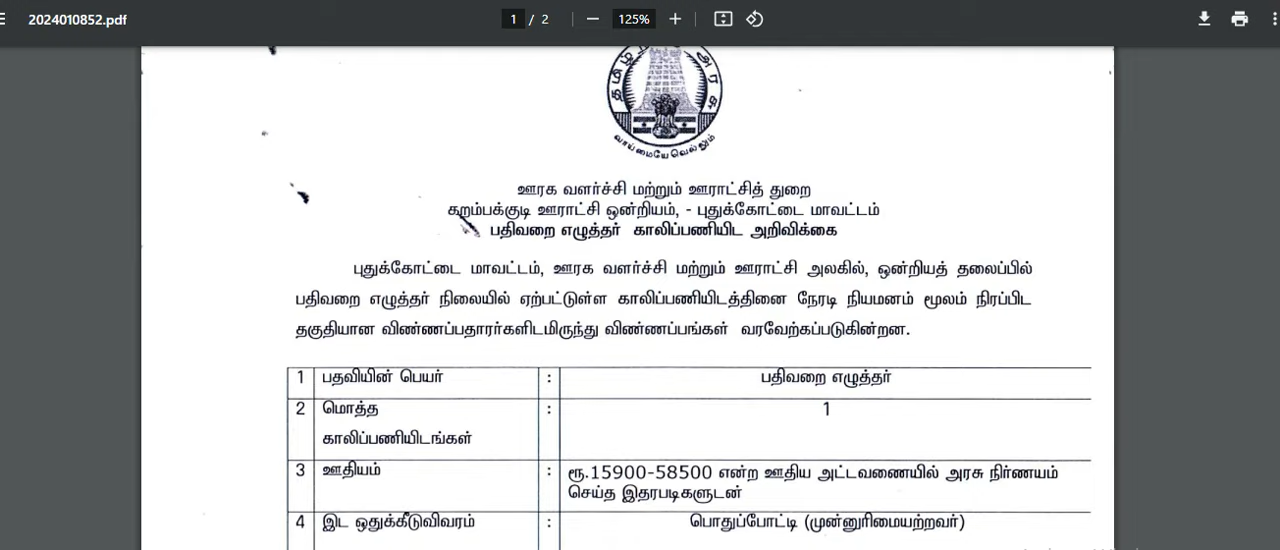 2024010852.pdf
1 / 2
125%
தமிழ் அரசு
வாய்மையே வெல்லும்
ஊரக வளர்ச்சி மற்றும் ஊராட்சித் துறை
கறம்பக்குடி ஊராட்சி ஒன்றியம், - புதுக்கோட்டை மாவட்டம்
பதிவறை எழுத்தர் காலிப்பணியிட அறிவிக்கை
புதுக்கோட்டை மாவட்டம், ஊரக வளர்ச்சி மற்றும் ஊராட்சி அலகில், ஒன்றியத் தலைப்பில்
பதிவறை எழுத்தர் நிலையில் ஏற்பட்டுள்ள காலிப்பணியிடத்தினை நேரடி நியமனம் மூலம் நிரப்பிட
தகுதியான விண்ணப்பதாரர்களிடமிருந்து விண்ணப்பங்கள் வரவேற்கப்படுகின்றன.
1 பதவியின் பெயர் : பதிவறை எழுத்தர்
2 மொத்த : 1
காலிப்பணியிடங்கள்
3 ஊதியம் : ரூ.15900-58500 என்ற ஊதிய அட்டவணையில் அரசு நிர்ணயம்
செய்த இதரபடிகளுடன்
4 இட ஒதுக்கீடுவிவரம் : பொதுப்போட்டி (முன்னுரிமையற்றவர்)